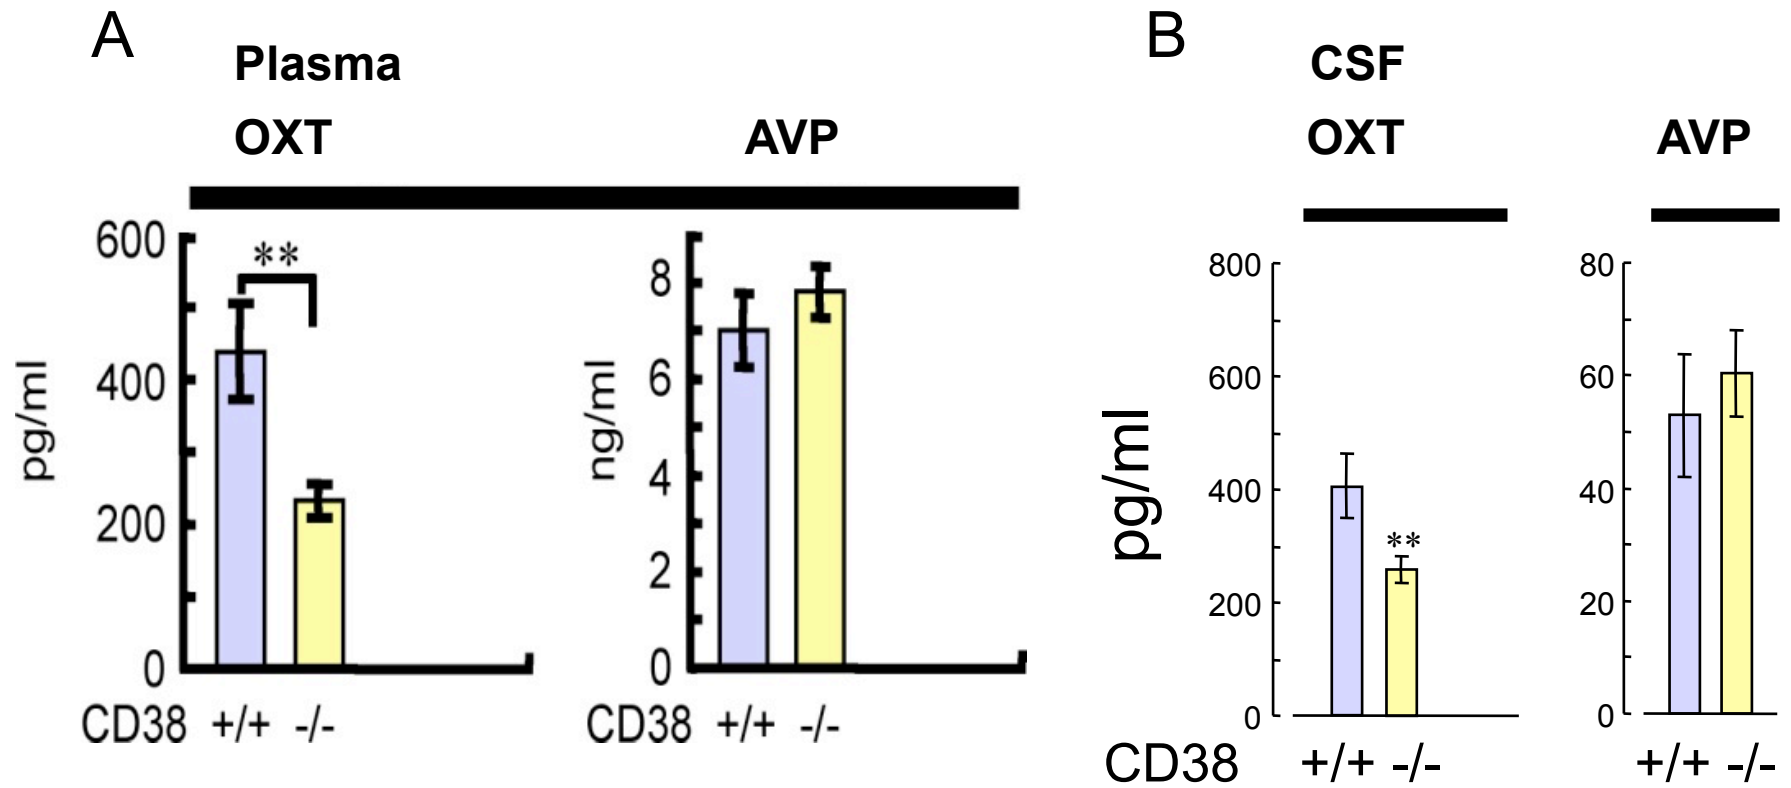 A
Plasma
OXT
AVP
pg/ml
600
400
200
0
**
CD38 +/+ -/-
ng/ml
8
6
4
2
0
CD38 +/+ -/-
B
CSF
OXT
AVP
pg/ml
800
600
400
200
0
**
80
60
40
20
0
CD38 +/+ -/- +/+ -/-